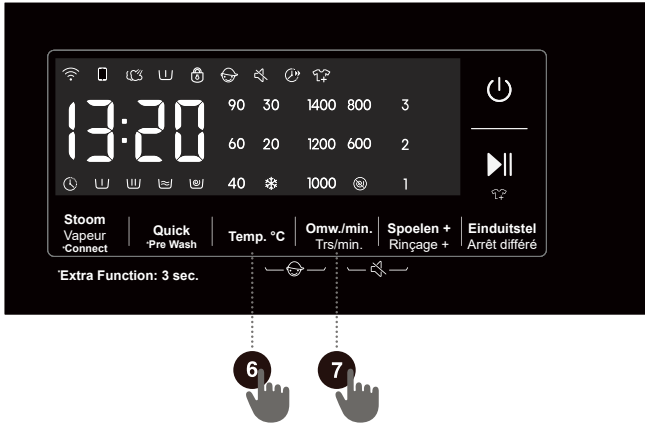 13:20
90 30 1400 800 3
60 20 1200 600 2
40 1000 1
Stoom
Vapeur
*Connect
Quick
*Pre Wash
Temp. °C
Omw./min.
Trs/min.
Spoelen +
Rinçage +
Einduitstel
Arrêt différé
*Extra Function: 3 sec.
6 7